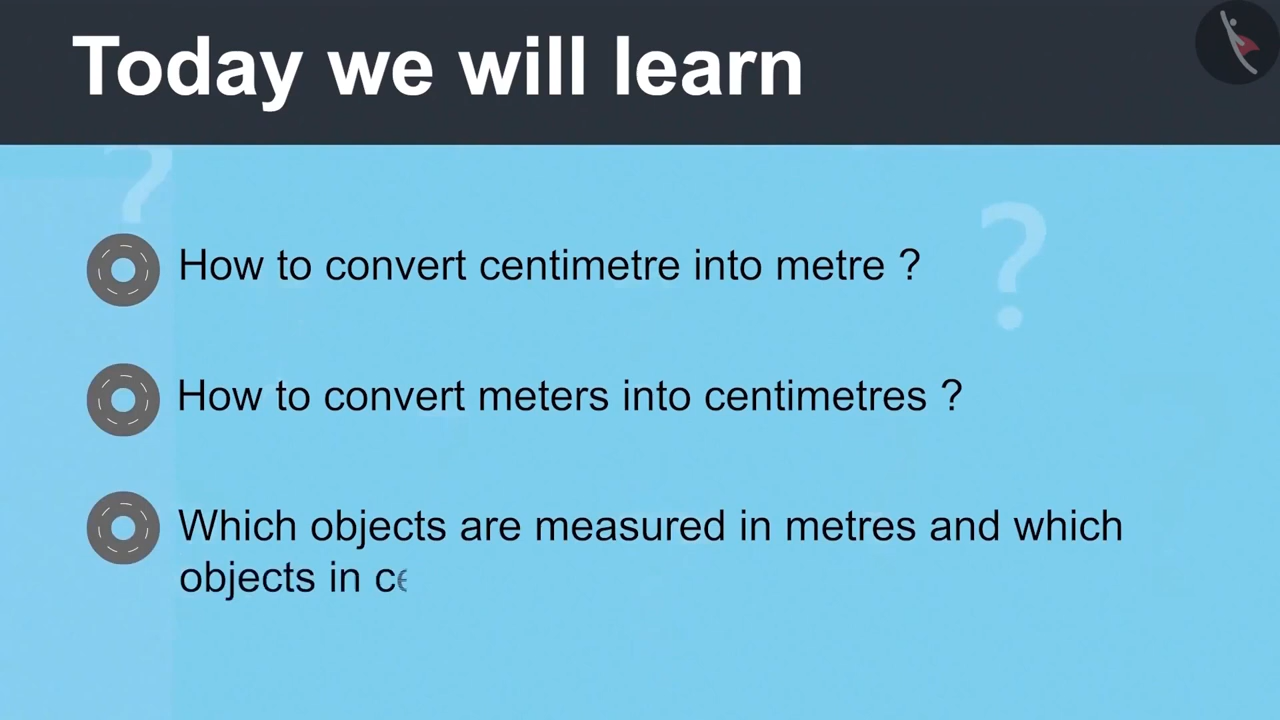 Today we will learn
How to convert centimetre into metre ?
How to convert meters into centimetres ?
Which objects are measured in metres and which
objects in